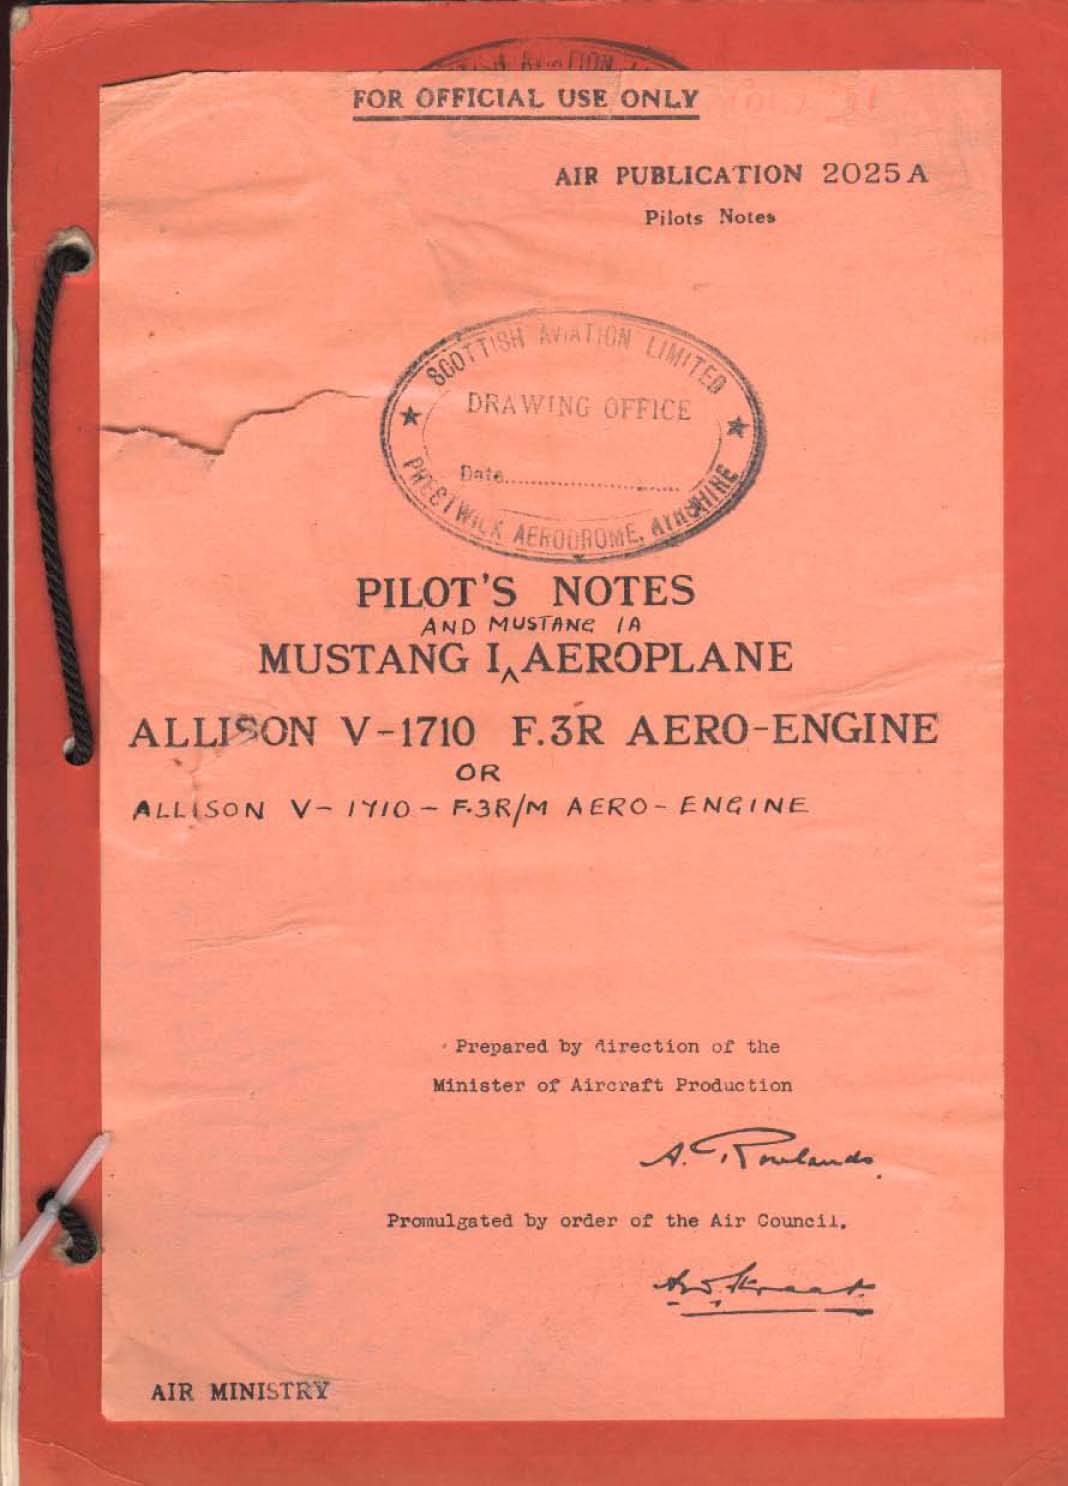 FOR OFFICIAL USE ONLY
AIR PUBLICATION 2025A
Pilots Notes
SCOTTISH AVIATION LIMITED
DRAWING OFFICE
Date
PRESTWICK AERODROME, AYRSHIRE
PILOT'S NOTES
AND MUSTANG IA
MUSTANG I AEROPLANE
ALLISON V-1710 F.3R AERO-ENGINE
OR
ALLISON V-1710-F.3R/M AERO-ENGINE
Prepared by direction of the
Minister of Aircraft Production
A. Rowlands.
Promulgated by order of the Air Council.
AIR MINISTRY